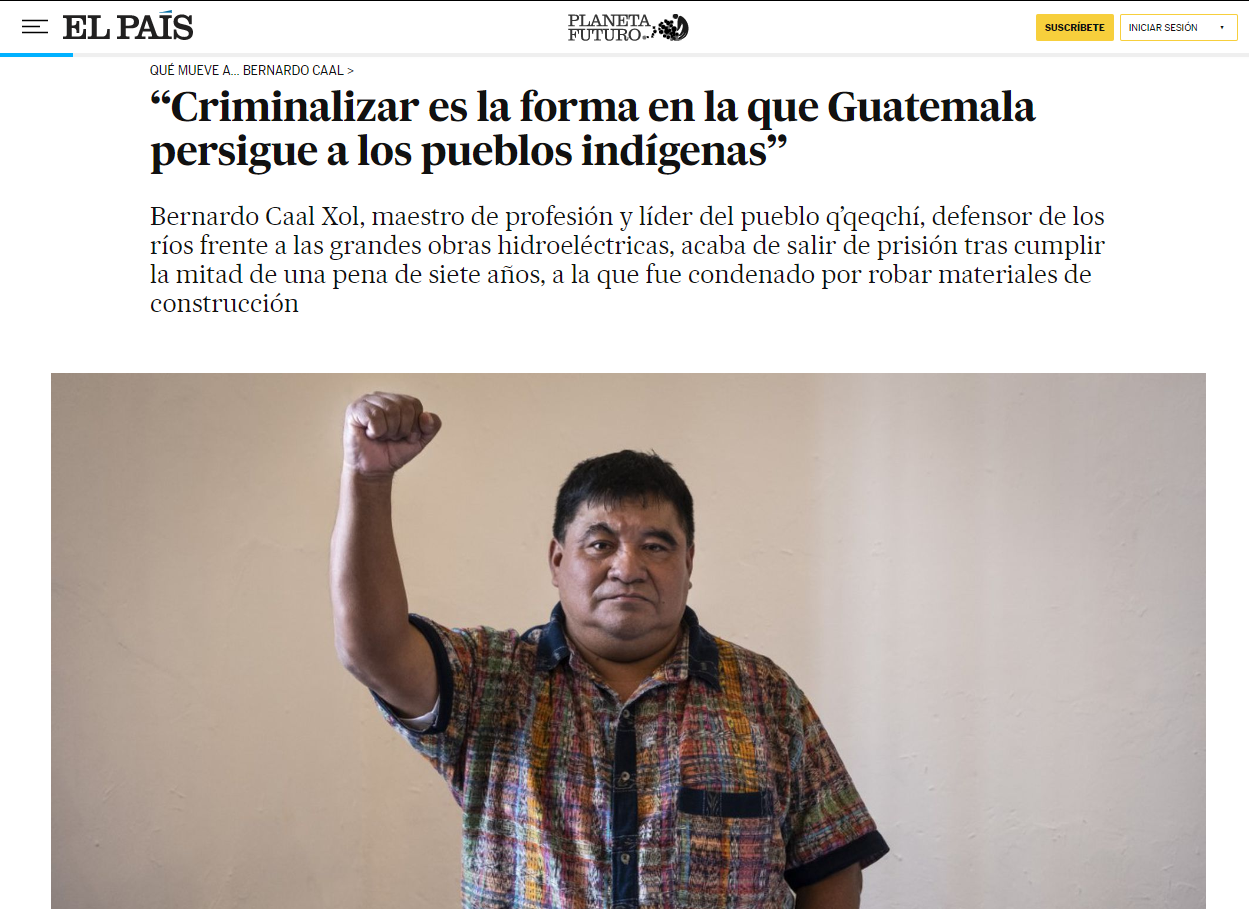 EL PAÍS
PLANETA
FUTURO
SUSCRÍBETE
INICIAR SESIÓN
QUÉ MUEVE A... BERNARDO CAAL >
“Criminalizar es la forma en la que Guatemala
persigue a los pueblos indígenas”
Bernardo Caal Xol, maestro de profesión y líder del pueblo q’qeqchí, defensor de los
ríos frente a las grandes obras hidroeléctricas, acaba de salir de prisión tras cumplir
la mitad de una pena de siete años, a la que fue condenado por robar materiales de
construcción